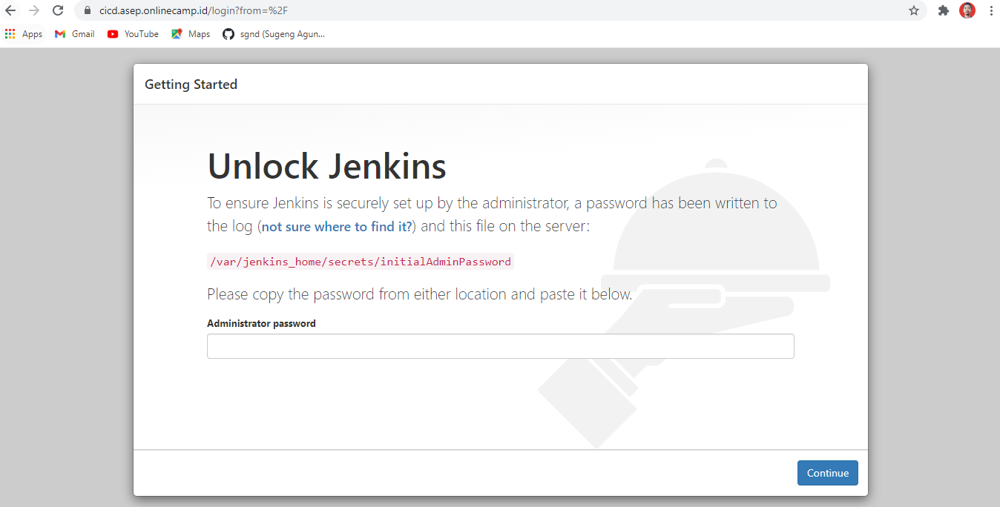 cicd.asep.onlinecamp.id/login?from=%2F
Apps Gmail YouTube Maps sgnd (Sugeng Agun...
Getting Started
Unlock Jenkins
To ensure Jenkins is securely set up by the administrator, a password has been written to
the log (not sure where to find it?) and this file on the server:
/var/jenkins_home/secrets/initialAdminPassword
Please copy the password from either location and paste it below.
Administrator password
Continue